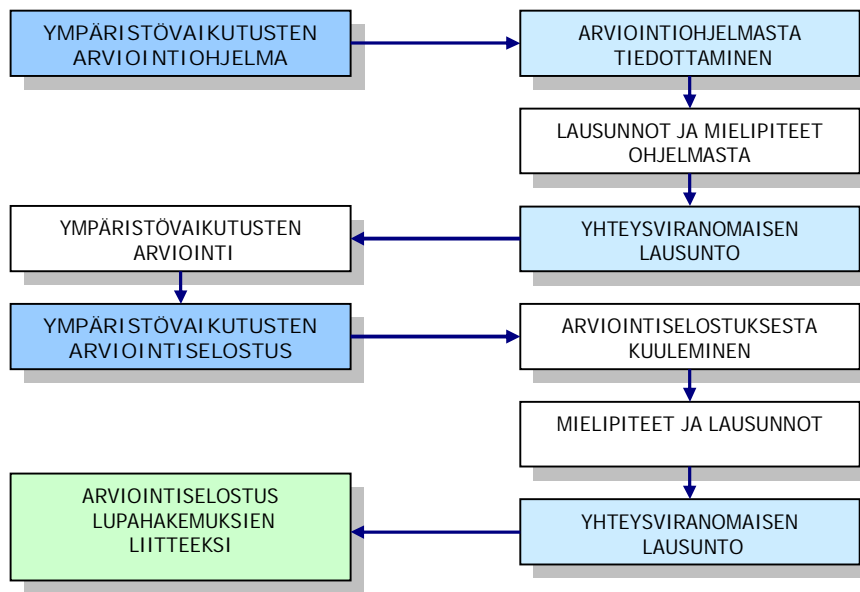 YMPÄRISTÖVAIKUTUSTEN
ARVIOINTIOHJELMA
ARVIOINTIOHJELMASTA
TIEDOTTAMINEN
LAUSUNNOT JA MIELIPITEET
OHJELMASTA
YHTEYSVIRANOMAISEN
LAUSUNTO
YMPÄRISTÖVAIKUTUSTEN
ARVIOINTI
YMPÄRISTÖVAIKUTUSTEN
ARVIOINTISELOSTUS
ARVIOINTISELOSTUKSESTA
KUULEMINEN
MIELIPITEET JA LAUSUNNOT
YHTEYSVIRANOMAISEN
LAUSUNTO
ARVIOINTISELOSTUS
LUPAHAKEMUKSIEN
LIITTEEKSI